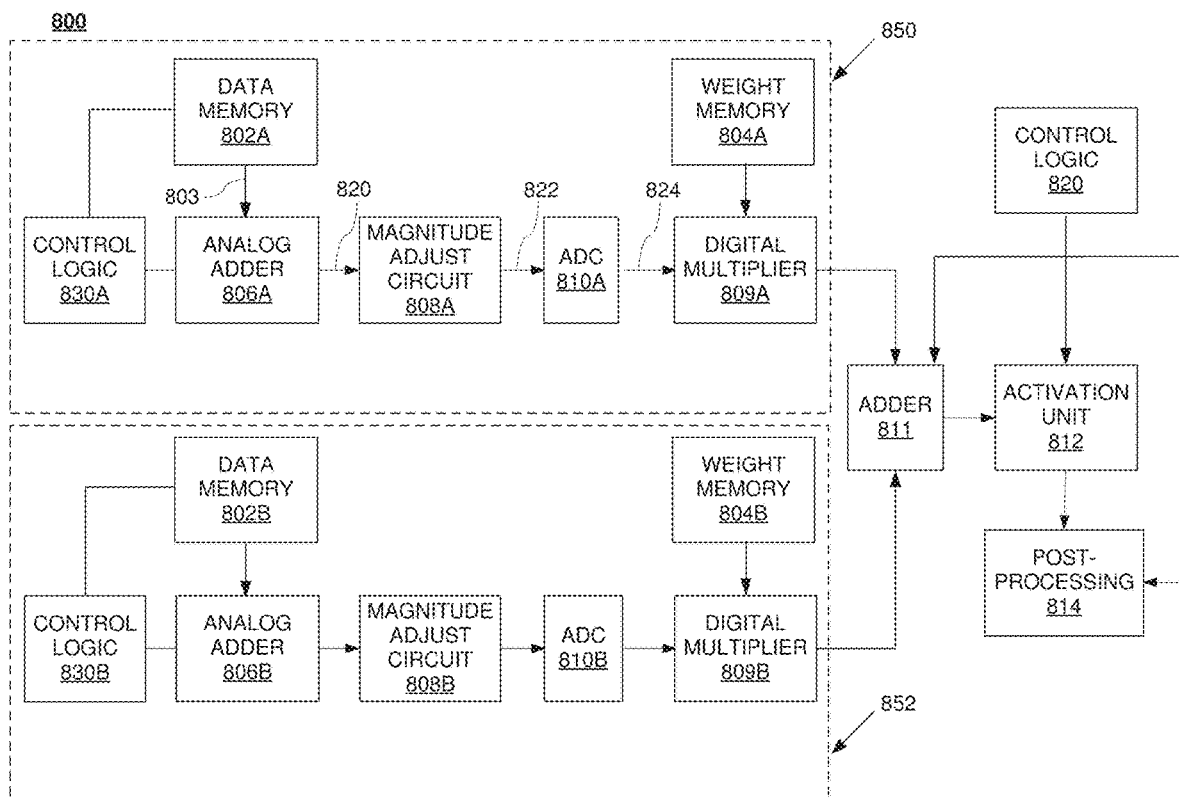 800
850
DATA
MEMORY
802A
WEIGHT
MEMORY
804A
CONTROL
LOGIC
820
803
820
822
824
CONTROL
LOGIC
830A
ANALOG
ADDER
806A
MAGNITUDE
ADJUST
CIRCUIT
808A
ADC
810A
DIGITAL
MULTIPLIER
809A
ADDER
811
ACTIVATION
UNIT
812
DATA
MEMORY
802B
WEIGHT
MEMORY
804B
POST-
PROCESSING
814
CONTROL
LOGIC
830B
ANALOG
ADDER
806B
MAGNITUDE
ADJUST
CIRCUIT
808B
ADC
810B
DIGITAL
MULTIPLIER
809B
852